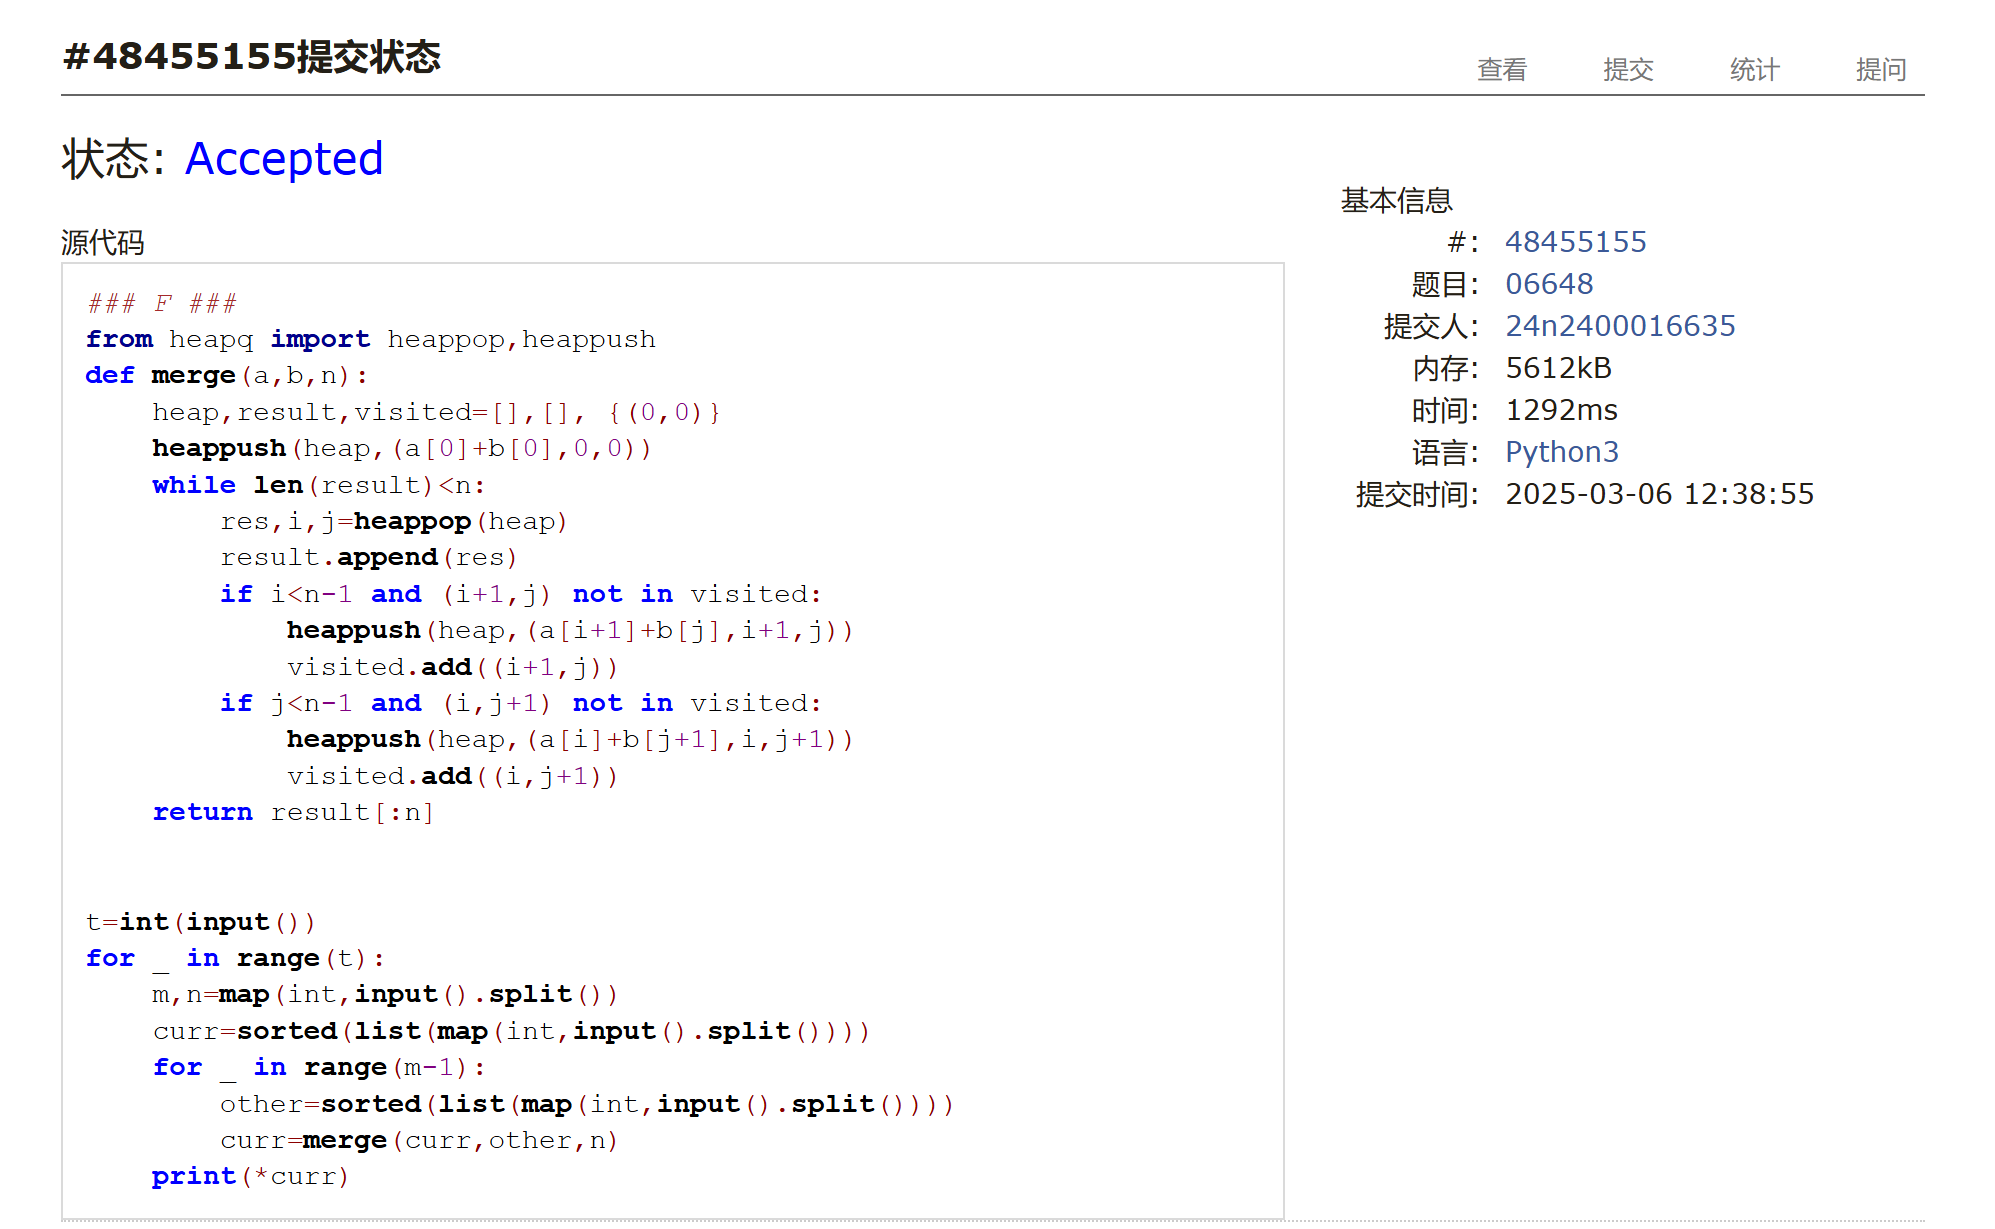 #48455155提交状态
查看 提交 统计 提问
状态: Accepted
源代码
### F ###
from heapq import heappop,heappush
def merge(a,b,n):
    heap,result,visited=[],[], {(0,0)}
    heappush(heap,(a[0]+b[0],0,0))
    while len(result)<n:
        res,i,j=heappop(heap)
        result.append(res)
        if i<n-1 and (i+1,j) not in visited:
            heappush(heap,(a[i+1]+b[j],i+1,j))
            visited.add((i+1,j))
        if j<n-1 and (i,j+1) not in visited:
            heappush(heap,(a[i]+b[j+1],i,j+1))
            visited.add((i,j+1))
    return result[:n]
t=int(input())
for _ in range(t):
    m,n=map(int,input().split())
    curr=sorted(list(map(int,input().split())))
    for _ in range(m-1):
        other=sorted(list(map(int,input().split())))
        curr=merge(curr,other,n)
    print(*curr)
基本信息
#: 48455155
题目: 06648
提交人: 24n2400016635
内存: 5612kB
时间: 1292ms
语言: Python3
提交时间: 2025-03-06 12:38:55